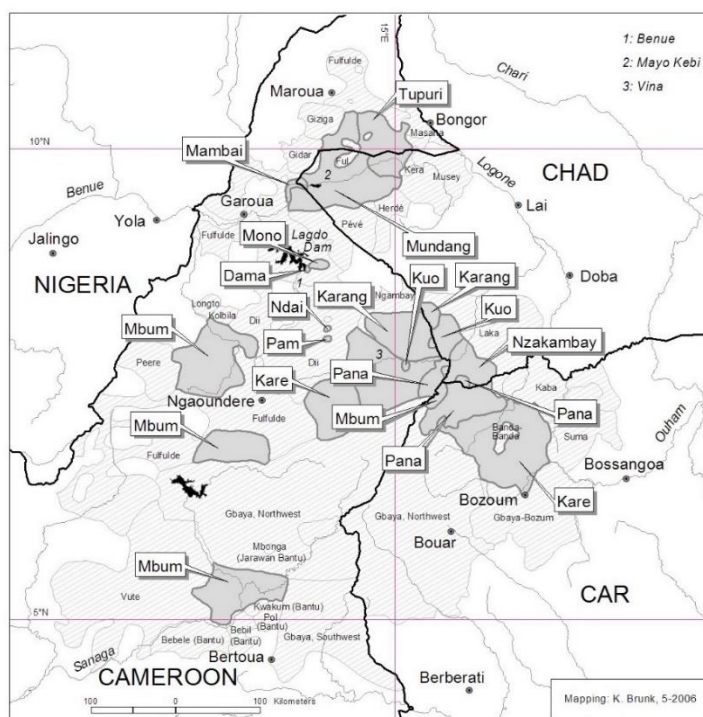 15°E
1: Benue
2: Mayo Kebi
3: Vina
Fulfulde
Chari
Maroua
Tupuri
Giziga
Bongor
Masana
10°N
Mambai
Gidar
Ful.
2
Kera
Musey
CHAD
Logone
Benue
Garoua
Herdé
Lai
Yola
Mono
Lagdo
Dam
Pévé
Mundang
Jalingo
Fulfulde
Dama
1
Kuo
Karang
Doba
NIGERIA
Karang
Ngambay
Kuo
Longto
Kolbila
Dii
Ndai
Laka
Mbum
Pam
Nzakambay
Peere
Dii
3
Kare
Pana
Kaba
Ngaoundere
Mbum
Pana
Fulfulde
Suma
Ouham
Mbum
Banda-
Banda
Fulfulde
Pana
Bossangoa
Bozoum
Kare
Gbaya, Northwest
Gbaya, Northwest
Gbaya-Bozum
Bouar
Mbonga
(Jarawan Bantu)
Mbum
CAR
Vute
Kwakum (Bantu)
5°N
Pol
(Bantu)
Bebil
(Bantu)
Bebele (Bantu)
Gbaya, Southwest
Sanaga
Bertoua
CAMEROON
Berberati
100 0 100 Kilometers
Mapping: K. Brunk, 5-2006